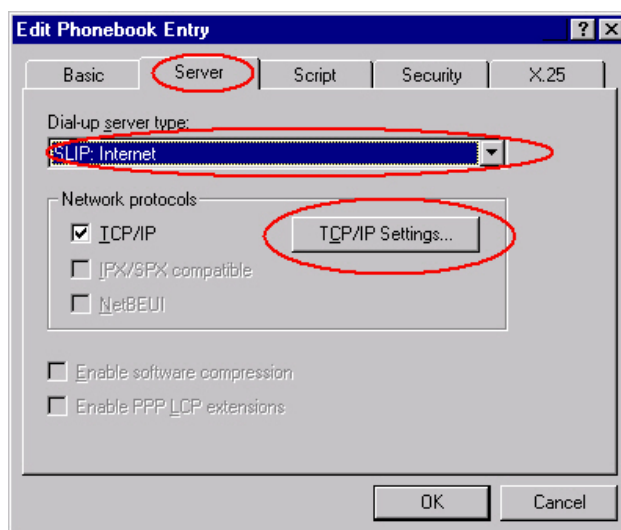 Edit Phonebook Entry
Basic Server Script Security X.25
Dial-up server type:
SLIP: Internet
Network protocols
TCP/IP TCP/IP Settings...
IPX/SPX compatible
NetBEUI
Enable software compression
Enable PPP LCP extensions
OK Cancel